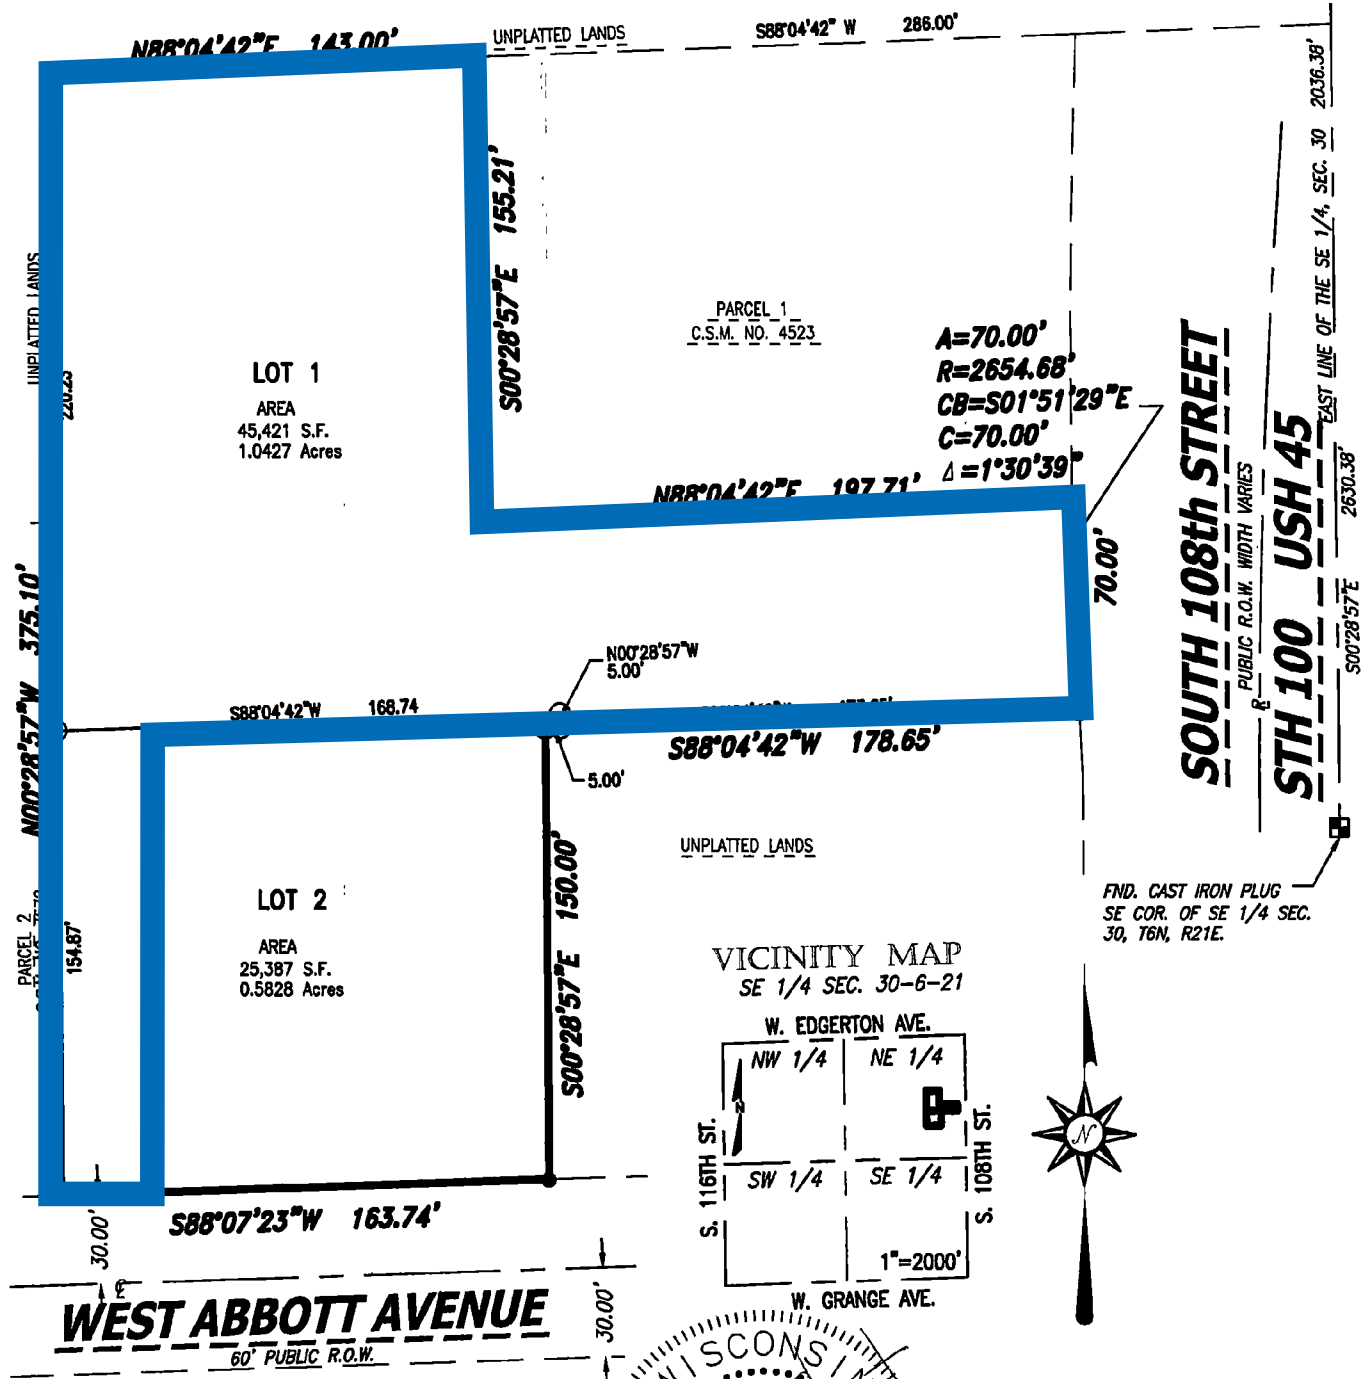 N88°04'42"E 143.00'
UNPLATTED LANDS
S88°04'42" W 286.00'
2036.38'
EAST LINE OF THE SE 1/4, SEC. 30
UNPLATTED LANDS
S00°28'57"E 155.21'
PARCEL 1
C.S.M. NO. 4523
A=70.00'
R=2654.68'
CB=S01°51'29"E
C=70.00'
Δ=1°30'39"
LOT 1
AREA
45,421 S.F.
1.0427 Acres
220.23
N88°04'42"E 197.71'
70.00'
SOUTH 108th STREET
PUBLIC R.O.W. WIDTH VARIES
STH 100 USH 45
2630.38'
S00°28'57"E
N00°28'57"W 375.10'
N00°28'57"W
5.00'
S88°04'42"W 168.74
S88°04'42"W 178.65'
5.00'
UNPLATTED LANDS
S00°28'57"E 150.00'
LOT 2
AREA
25,387 S.F.
0.5828 Acres
PARCEL 2
154.87'
FND. CAST IRON PLUG
SE COR. OF SE 1/4 SEC.
30, T6N, R21E.
VICINITY MAP
SE 1/4 SEC. 30-6-21
W. EDGERTON AVE.
NW 1/4 NE 1/4
N
S. 116TH ST.
S. 108TH ST.
SW 1/4 SE 1/4
1"=2000'
W. GRANGE AVE.
N
S88°07'23"W 163.74'
30.00'
WEST ABBOTT AVENUE
60' PUBLIC R.O.W.
30.00'
WISCONSIN